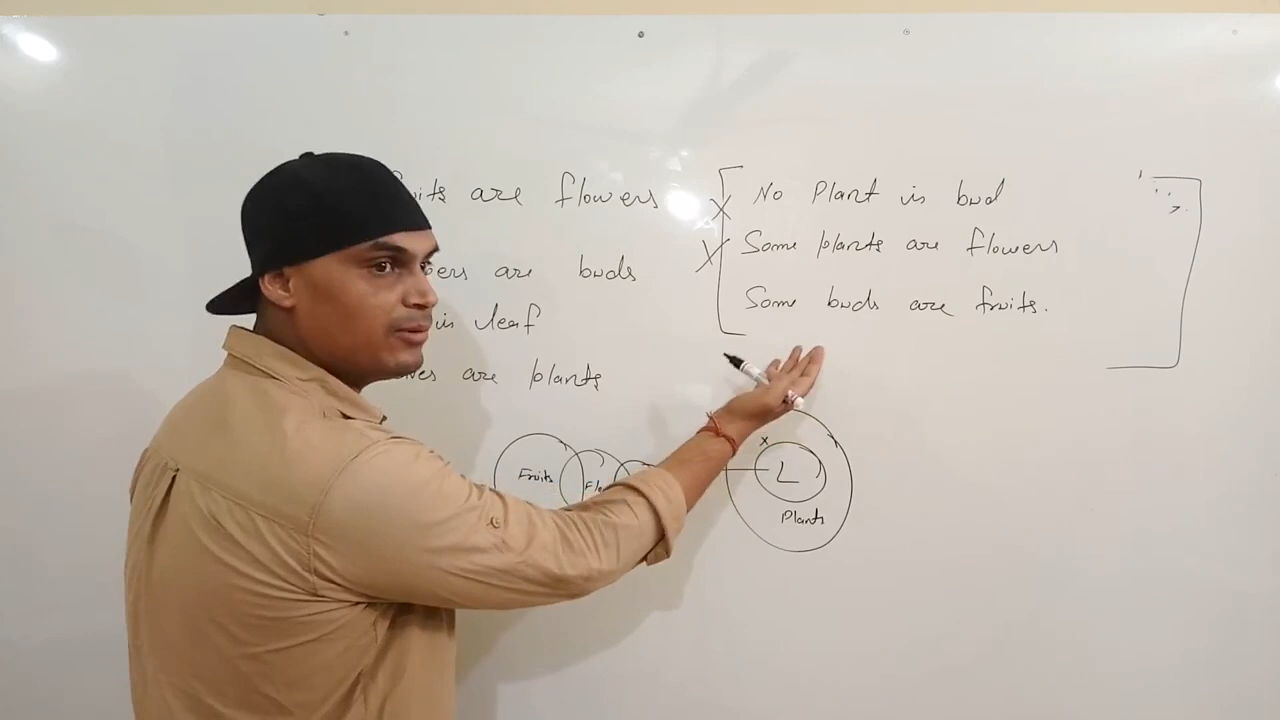 are flowers
are buds
is leaf
are plants
X No Plant is bud
X Some plants are flowers
Some buds are fruits.
Fruits
X
L
Plants